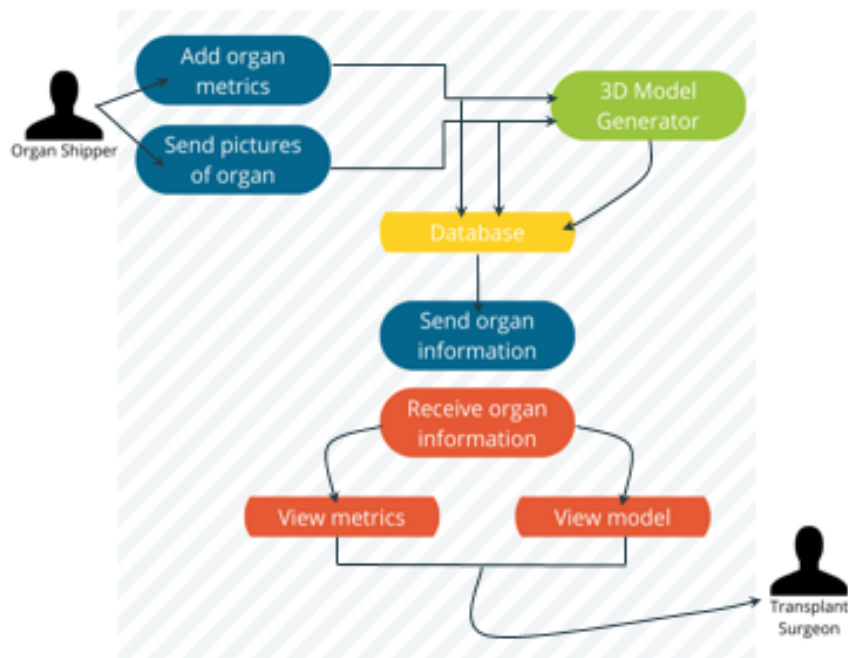 Add organ
metrics
3D Model
Generator
Organ Shipper
Send pictures
of organ
Database
Send organ
information
Receive organ
information
View metrics
View model
Transplant
Surgeon